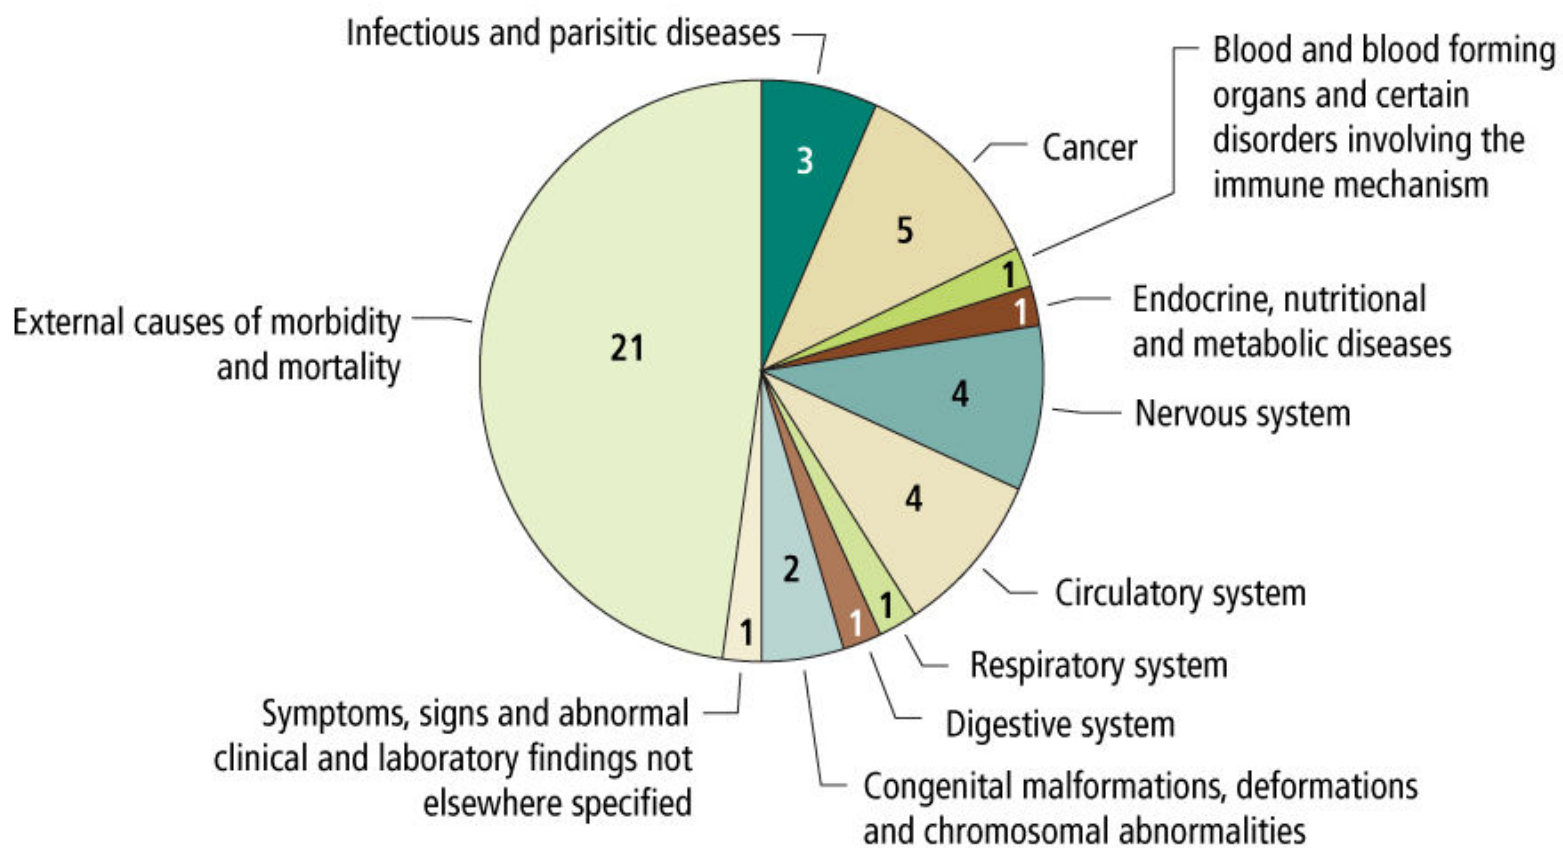 Infectious and parisitic diseases
Blood and blood forming
organs and certain
disorders involving the
immune mechanism
Cancer
3
5
1
1
Endocrine, nutritional
and metabolic diseases
External causes of morbidity
and mortality
21
4
Nervous system
4
Circulatory system
2
1
1
1
Respiratory system
Digestive system
Symptoms, signs and abnormal
clinical and laboratory findings not
elsewhere specified
Congenital malformations, deformations
and chromosomal abnormalities